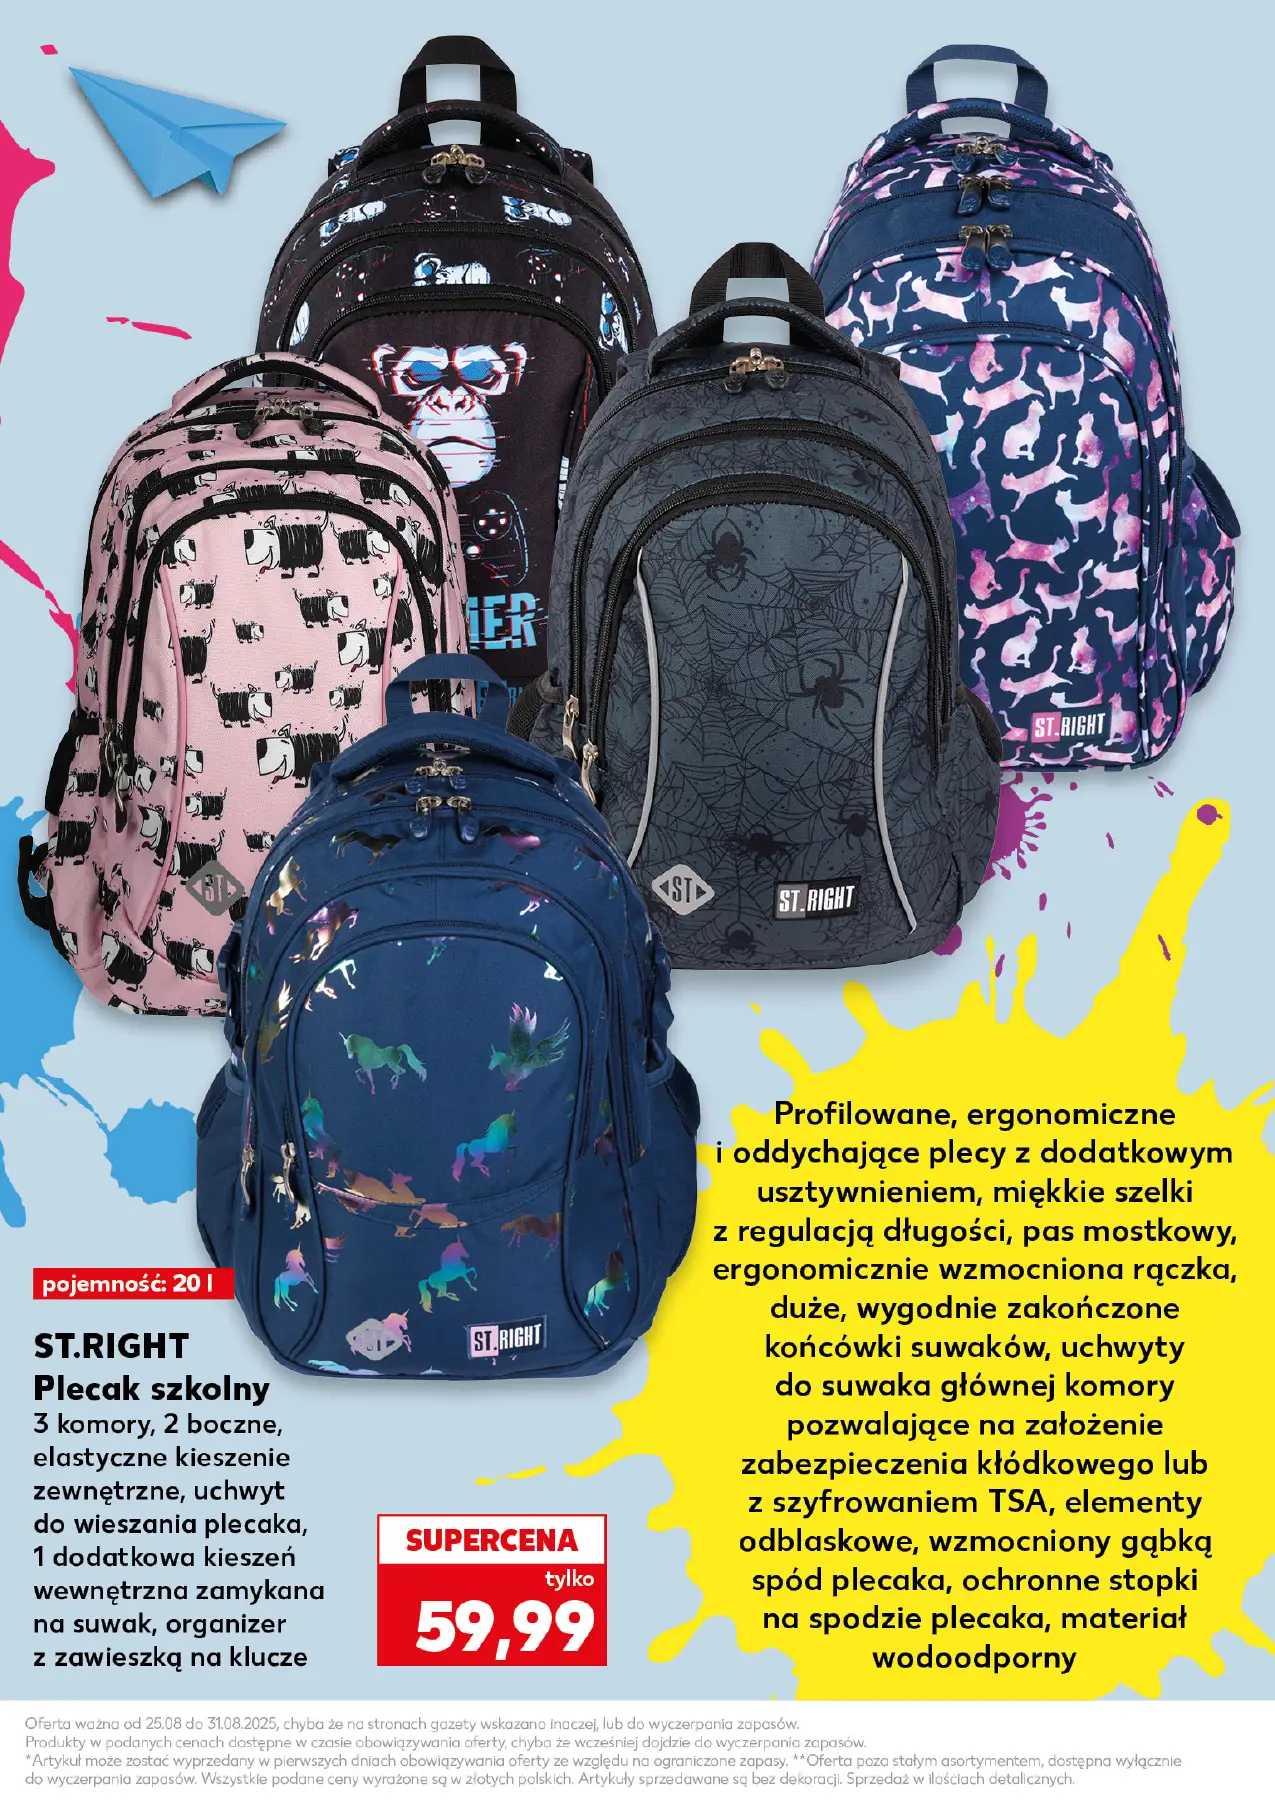 IER
ST.RIGHT
ST
ST
ST.RIGHT
ST.RIGHT
Profilowane, ergonomiczne
i oddychające plecy z dodatkowym
usztywnieniem, miękkie szelki
z regulacją długości, pas mostkowy,
ergonomicznie wzmocniona rączka,
duże, wygodnie zakończone
końcówki suwaków, uchwyty
do suwaka głównej komory
pozwalające na założenie
zabezpieczenia kłódkowego lub
z szyfrowaniem TSA, elementy
odblaskowe, wzmocniony gąbką
spód plecaka, ochronne stopki
na spodzie plecaka, materiał
wodoodporny
pojemność: 20 l
ST.RIGHT
Plecak szkolny
3 komory, 2 boczne,
elastyczne kieszenie
zewnętrzne, uchwyt
do wieszania plecaka,
1 dodatkowa kieszeń
wewnętrzna zamykana
na suwak, organizer
z zawieszką na klucze
SUPERCENA
tylko
59,99
Oferta ważna od 25.08 do 31.08.2025, chyba że na stronach gazety wskazano inaczej, lub do wyczerpania zapasów.
Produkty w podanych cenach dostępne w czasie obowiązywania oferty, chyba że wcześniej dojdzie do wyczerpania zapasów.
*Artykuł może zostać wyprzedany w pierwszych dniach obowiązywania oferty ze względu na ograniczone zapasy. **Oferta poza stałym asortymentem, dostępna wyłącznie
do wyczerpania zapasów. Wszystkie podane ceny wyrażone są w złotych polskich. Artykuły sprzedawane są bez dekoracji. Sprzedaż w ilościach detalicznych.